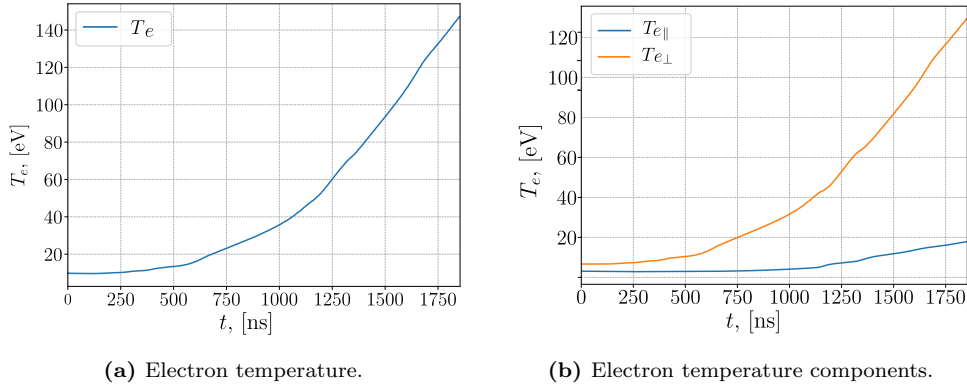 140
120
100
80
60
40
20
T_e, [eV]
T_e
0 250 500 750 1000 1250 1500 1750
t, [ns]
(a) Electron temperature.
120
100
80
60
40
20
T_e, [eV]
T_{e∥}
T_{e⊥}
0 250 500 750 1000 1250 1500 1750
t, [ns]
(b) Electron temperature components.